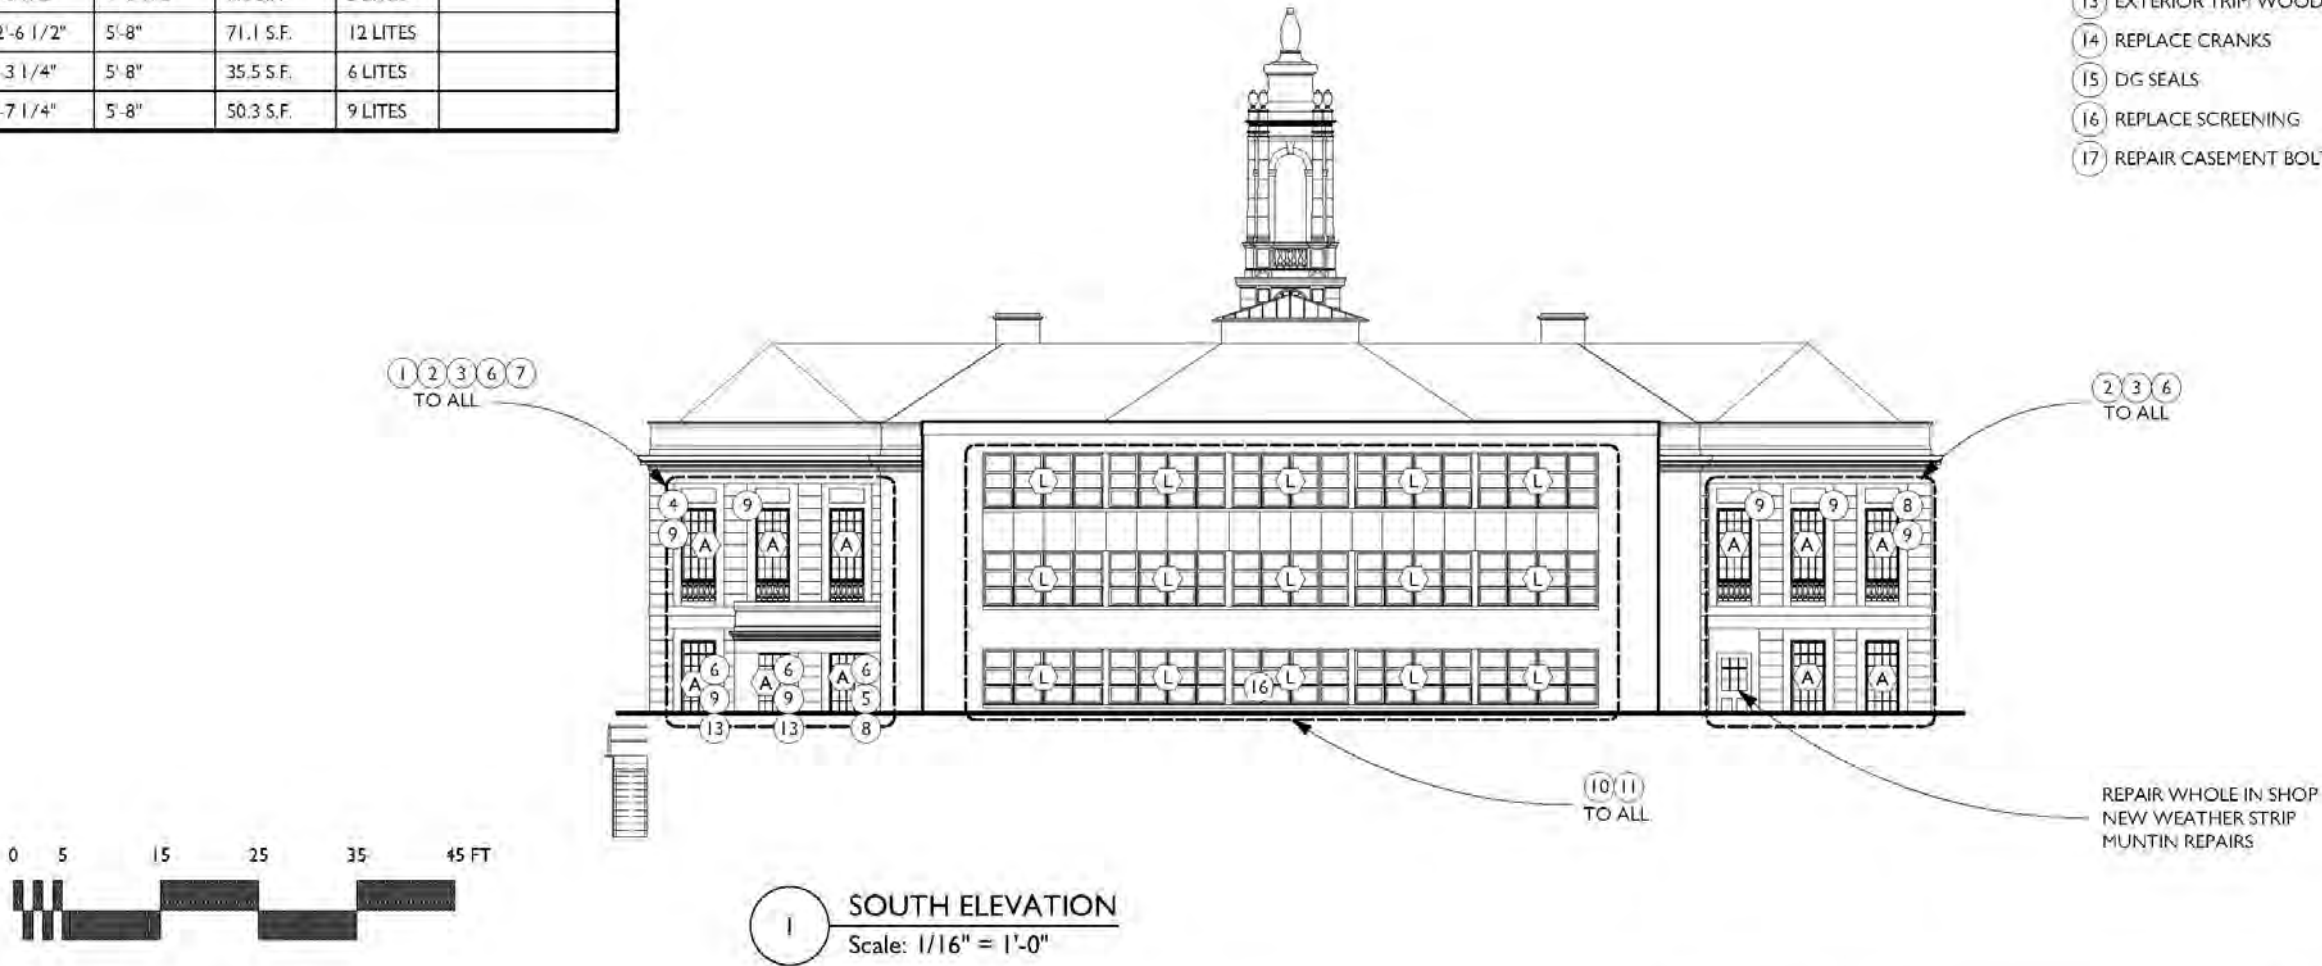 2'-6 1/2" 5'-8" 71.1 S.F. 12 LITES
3 1/4" 5'-8" 35.5 S.F. 6 LITES
-7 1/4" 5'-8" 50.3 S.F. 9 LITES
13 EXTERIOR TRIM WOOD
14 REPLACE CRANKS
15 DG SEALS
16 REPLACE SCREENING
17 REPAIR CASEMENT BOLT
1 2 3 6 7
TO ALL
2 3 6
TO ALL
L L L L L
4 9 9 9 8
9 9
A A A A A A
L L L L L
L L L L L
16
A 6 A 6 A 6 A A
9 9 5
13 13 8
10 11
TO ALL
REPAIR WHOLE IN SHOP
NEW WEATHER STRIP
MUNTIN REPAIRS
0 5 15 25 35 45 FT
1 SOUTH ELEVATION
Scale: 1/16" = 1'-0"